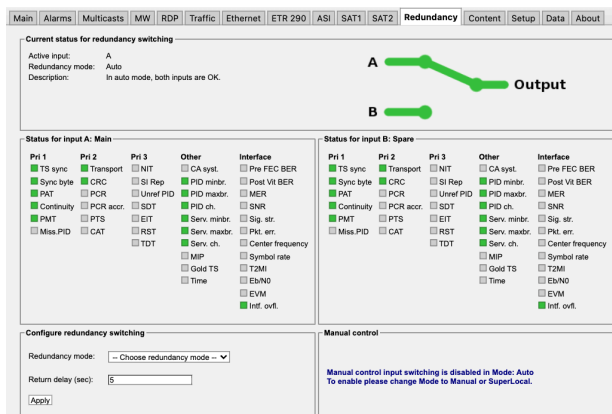 Main Alarms Multicasts MW RDP Traffic Ethernet ETR 290 ASI SAT1 SAT2 Redundancy Content Setup Data About
Current status for redundancy switching
Active input: A
Redundancy mode: Auto
Description: In auto mode, both inputs are OK.
A
Output
B
Status for input A: Main
Pri 1 Pri 2 Pri 3 Other Interface
TS sync Transport NIT CA syst. Pre FEC BER
Sync byte CRC SI Rep PID minbr. Post Vit BER
PAT PCR Unref PID PID maxbr. MER
Continuity PCR accr. SDT PID ch. SNR
PMT PTS EIT Serv. minbr. Sig. str.
Miss.PID CAT RST Serv. maxbr. Pkt. err.
TDT Serv. ch. Center frequency
MIP Symbol rate
Gold TS T2MI
Time Eb/N0
EVM
Intf. ovfl.
Status for input B: Spare
Pri 1 Pri 2 Pri 3 Other Interface
TS sync Transport NIT CA syst. Pre FEC BER
Sync byte CRC SI Rep PID minbr. Post Vit BER
PAT PCR Unref PID PID maxbr. MER
Continuity PCR accr. SDT PID ch. SNR
PMT PTS EIT Serv. minbr. Sig. str.
Miss.PID CAT RST Serv. maxbr. Pkt. err.
TDT Serv. ch. Center frequency
MIP Symbol rate
Gold TS T2MI
Time Eb/N0
EVM
Intf. ovfl.
Configure redundancy switching
Redundancy mode: -- Choose redundancy mode --
Return delay (sec): 5
Apply
Manual control
Manual control input switching is disabled in Mode: Auto
To enable please change Mode to Manual or SuperLocal.